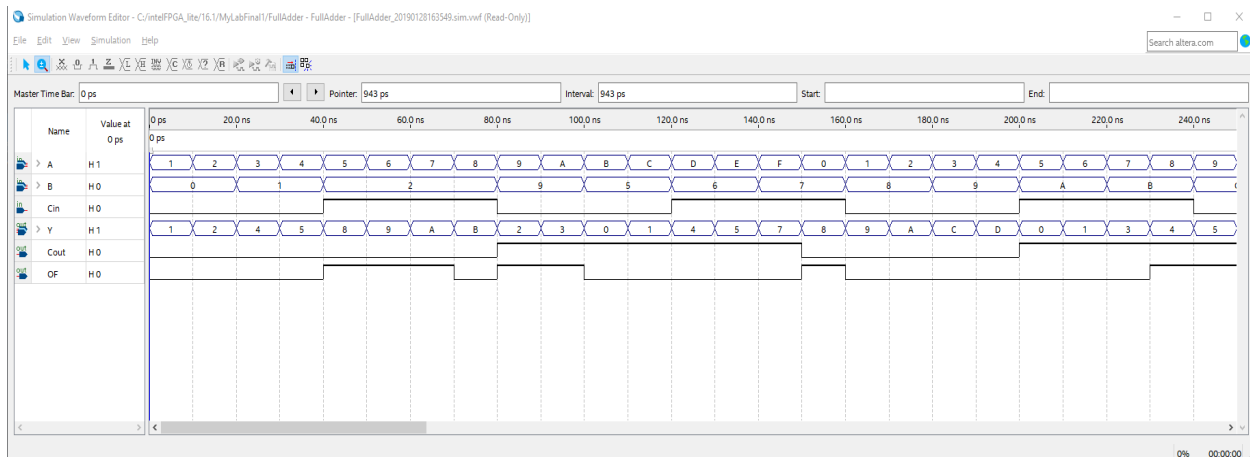 Simulation Waveform Editor - C:/intelFPGA_lite/16.1/MyLabFinal1/FullAdder - FullAdder - [FullAdder_20190128163549.sim.vwf (Read-Only)]
File Edit View Simulation Help
Search altera.com
Master Time Bar: 0 ps Pointer: 943 ps Interval: 943 ps Start: End:
Name Value at 0 ps
0 ps 20.0 ns 40.0 ns 60.0 ns 80.0 ns 100.0 ns 120.0 ns 140.0 ns 160.0 ns 180.0 ns 200.0 ns 220.0 ns 240.0 ns
0 ps
A H 1 1 2 3 4 5 6 7 8 9 A B C D E F 0 1 2 3 4 5 6 7 8 9
B H 0 0 1 2 9 5 6 7 8 9 A B
Cin H 0
Y H 1 1 2 4 5 8 9 A B 2 3 0 1 4 5 7 8 9 A C D 0 1 3 4 5
Cout H 0
OF H 0
0% 00:00:00